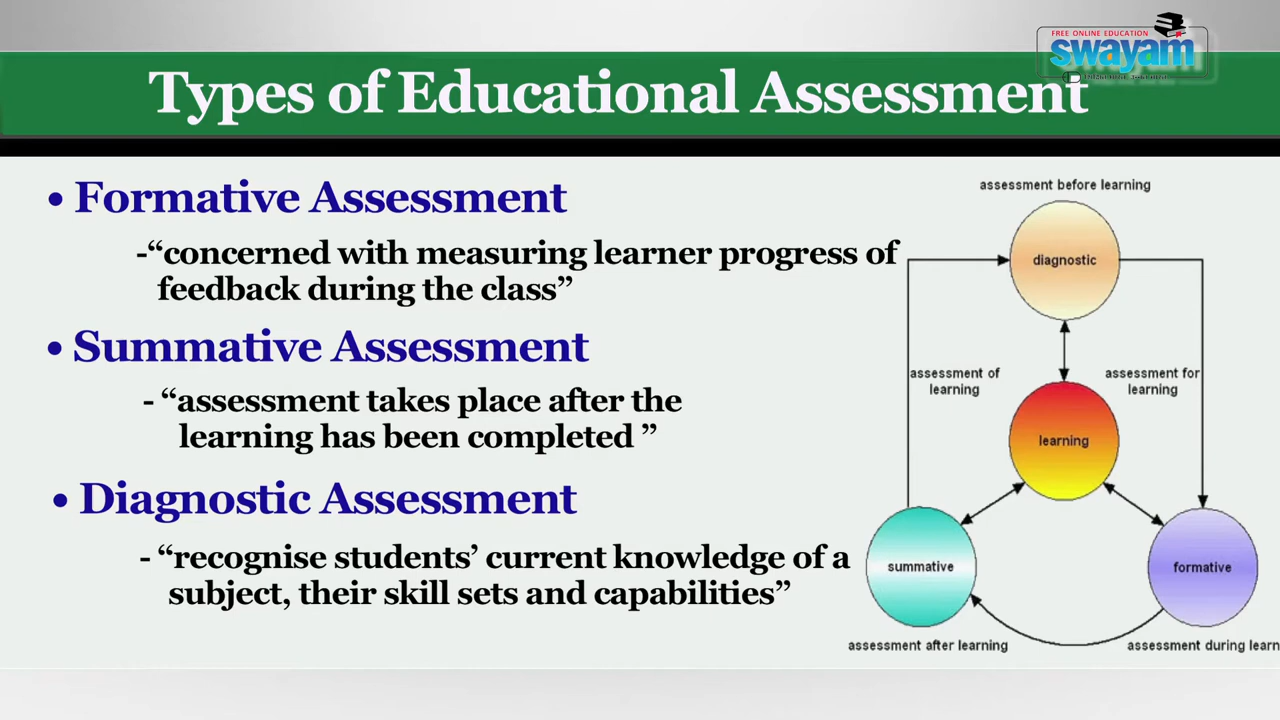 FREE ONLINE EDUCATION
swayam
Types of Educational Assessment
• Formative Assessment
-“concerned with measuring learner progress of
feedback during the class”
• Summative Assessment
- “assessment takes place after the
learning has been completed ”
• Diagnostic Assessment
- “recognise students’ current knowledge of a
subject, their skill sets and capabilities”
assessment before learning
diagnostic
assessment of
learning
assessment for
learning
learning
summative
formative
assessment after learning
assessment during learn